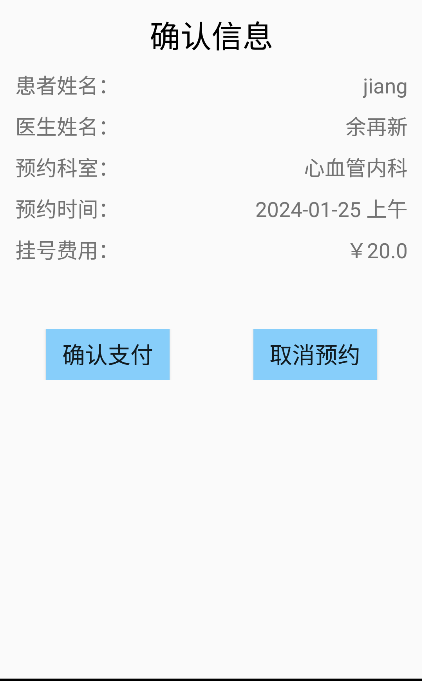 确认信息
患者姓名： jiang
医生姓名： 余再新
预约科室： 心血管内科
预约时间： 2024-01-25 上午
挂号费用： ￥20.0
确认支付 取消预约